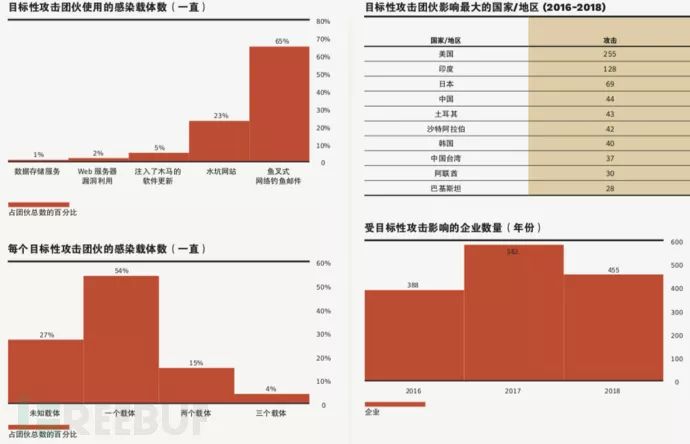 目标性攻击团伙使用的感染载体数（一直）
80%
70%
60%
50%
40%
30%
20%
10%
0
1%
2%
5%
23%
65%
数据存储服务
Web 服务器
漏洞利用
注入了木马的
软件更新
水坑网站
鱼叉式
网络钓鱼邮件
占团伙总数的百分比
目标性攻击团伙影响最大的国家/地区 (2016-2018)
国家/地区 攻击
美国 255
印度 128
日本 69
中国 44
土耳其 43
沙特阿拉伯 42
韩国 40
中国台湾 37
阿联酋 30
巴基斯坦 28
每个目标性攻击团伙的感染载体数（一直）
60%
50%
40%
30%
20%
10%
0
27%
54%
15%
4%
未知载体
一个载体
两个载体
三个载体
占团伙总数的百分比
REEBUF
受目标性攻击影响的企业数量（年份）
600
500
400
300
200
100
0
388
582
455
2016
2017
2018
企业